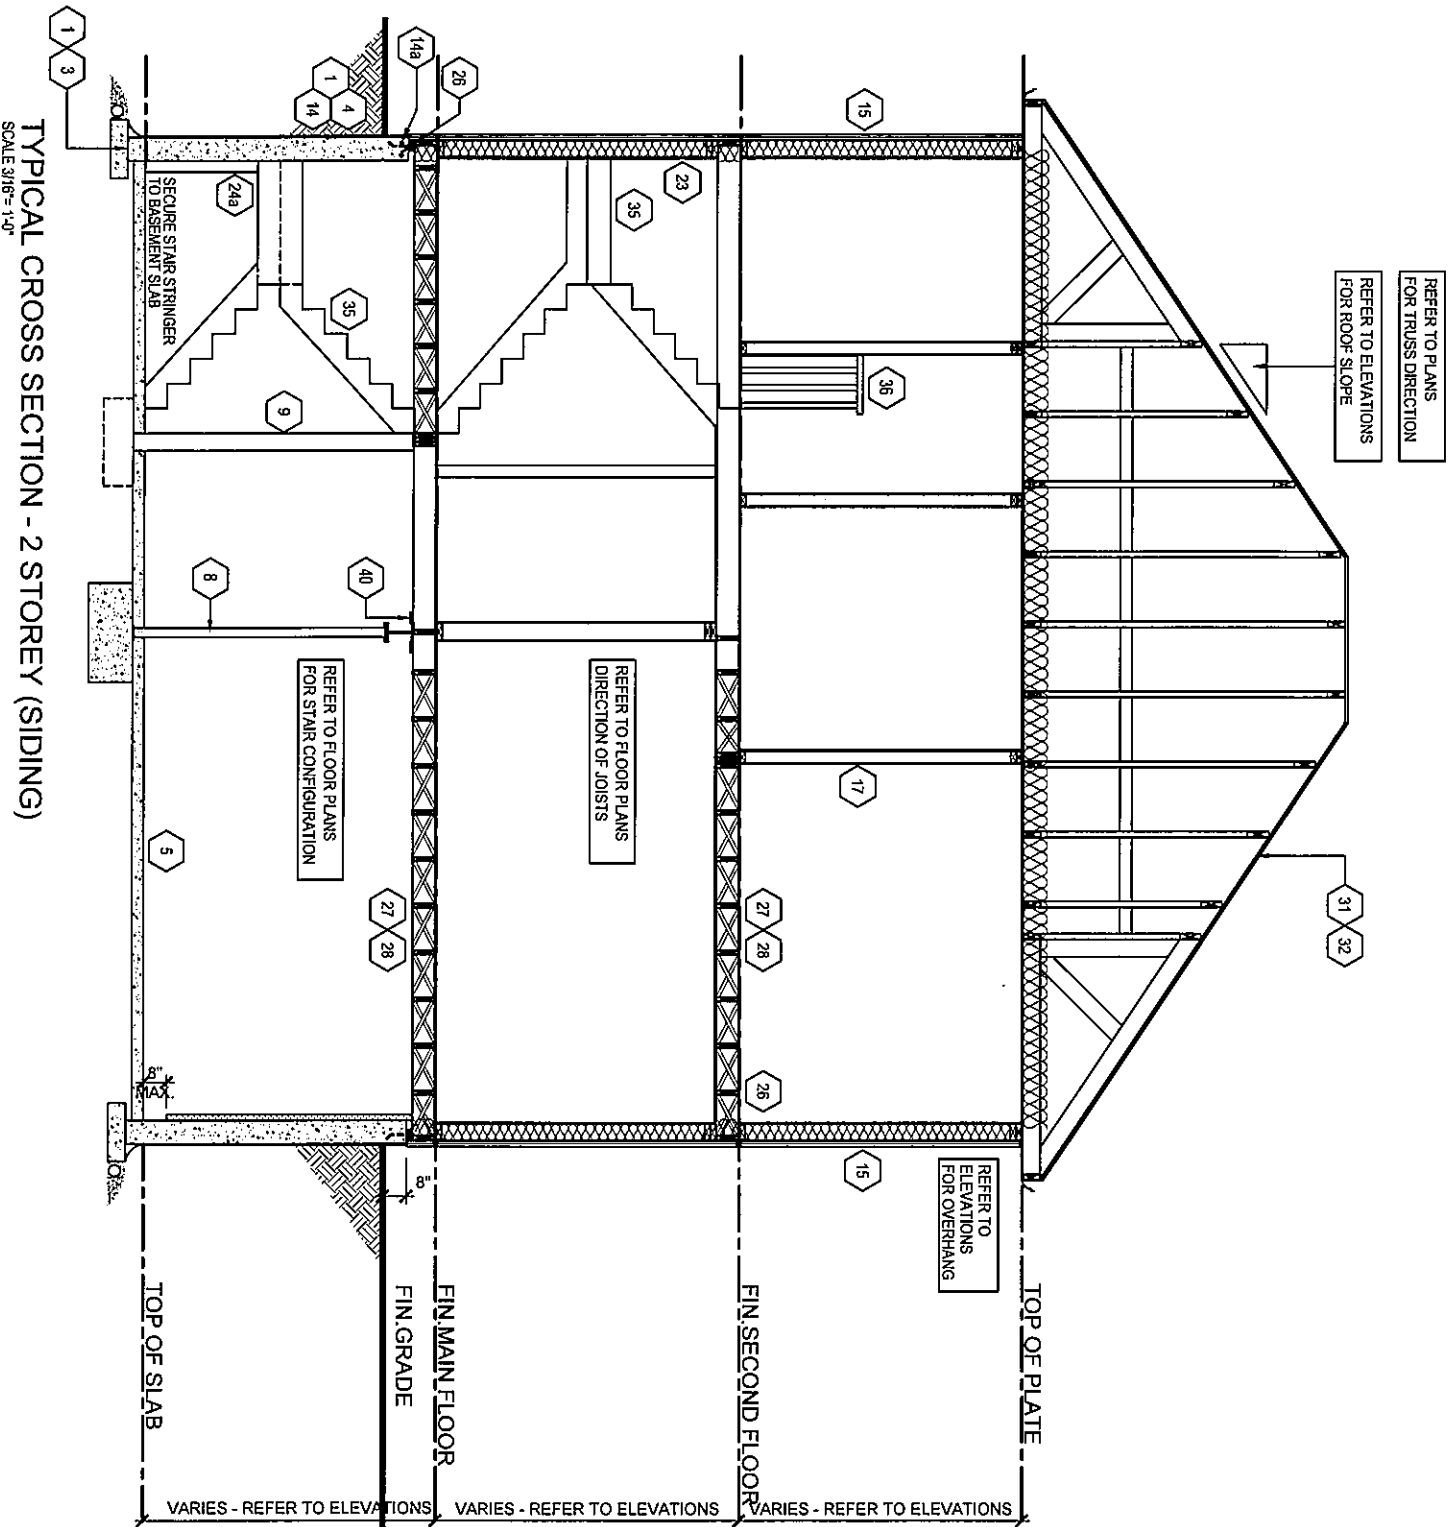 REFER TO PLANS
FOR TRUSS DIRECTION
REFER TO ELEVATIONS
FOR ROOF SLOPE
31
32
15
36
17
REFER TO
ELEVATIONS
FOR OVERHANG
15
TOP OF PLATE
VARIES - REFER TO ELEVATIONS
26
23
35
27
28
26
REFER TO FLOOR PLANS
DIRECTION OF JOISTS
FIN.SECOND FLOOR
VARIES - REFER TO ELEVATIONS
14a
1
4
14
35
9
40
8
27
28
REFER TO FLOOR PLANS
FOR STAIR CONFIGURATION
8"
FIN.MAIN FLOOR
FIN.GRADE
VARIES - REFER TO ELEVATIONS
24a
SECURE STAIR STRINGER
TO BASEMENT SLAB
5
8"
MAX.
TOP OF SLAB
1
3
TYPICAL CROSS SECTION - 2 STOREY (SIDING)
SCALE 3/16"= 1'-0"